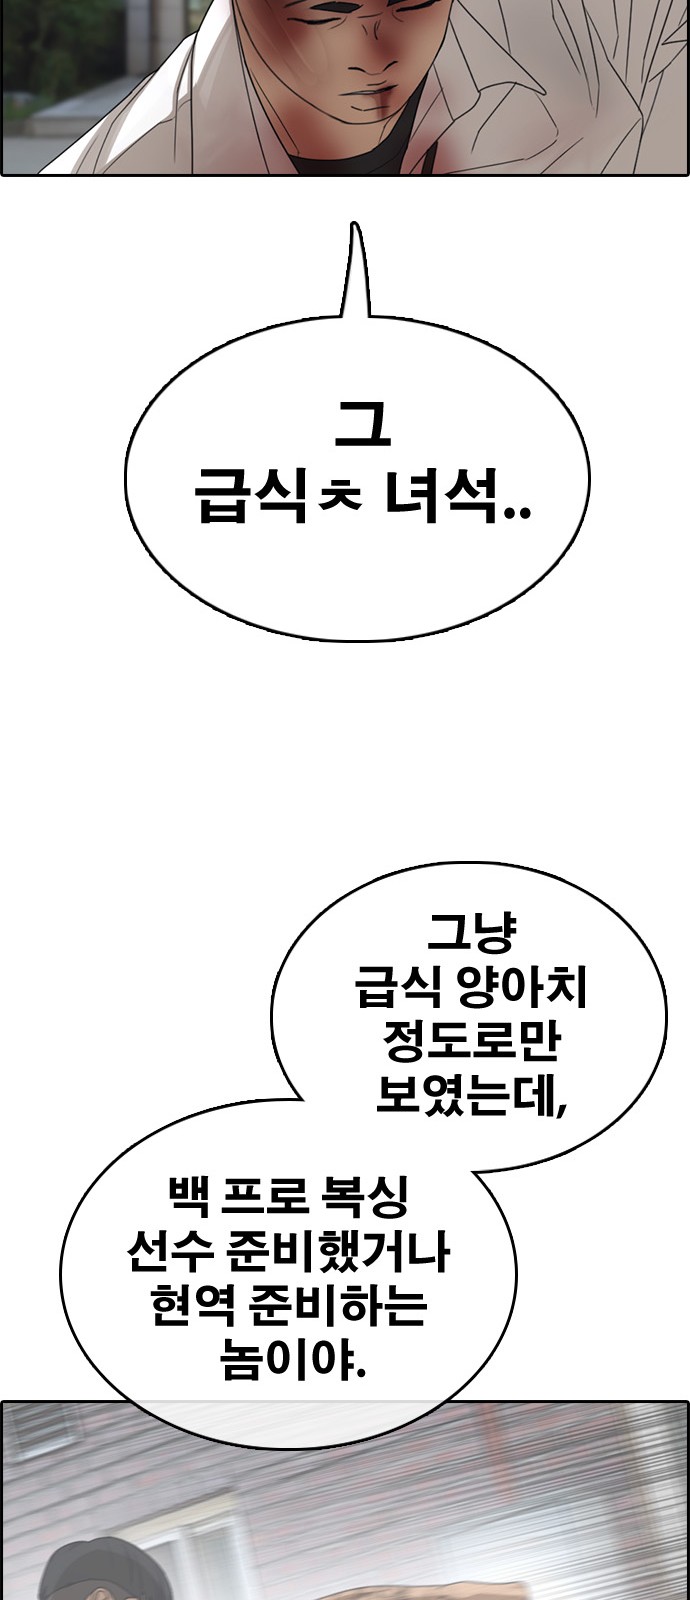 그
급식ㅊ 녀석..
그냥
급식 양아치
정도로만
보였는데,
백 프로 복싱
선수 준비했거나
현역 준비하는
놈이야.